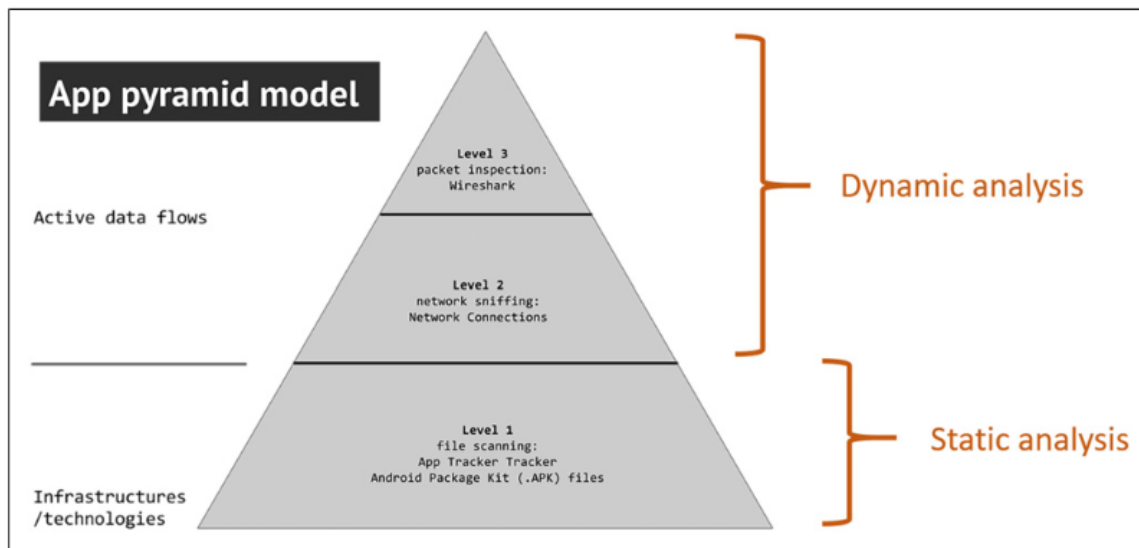 App pyramid model
Level 3
packet inspection:
Wireshark
Dynamic analysis
Active data flows
Level 2
network sniffing:
Network Connections
Level 1
file scanning:
App Tracker Tracker
Android Package Kit (.APK) files
Static analysis
Infrastructures
/technologies